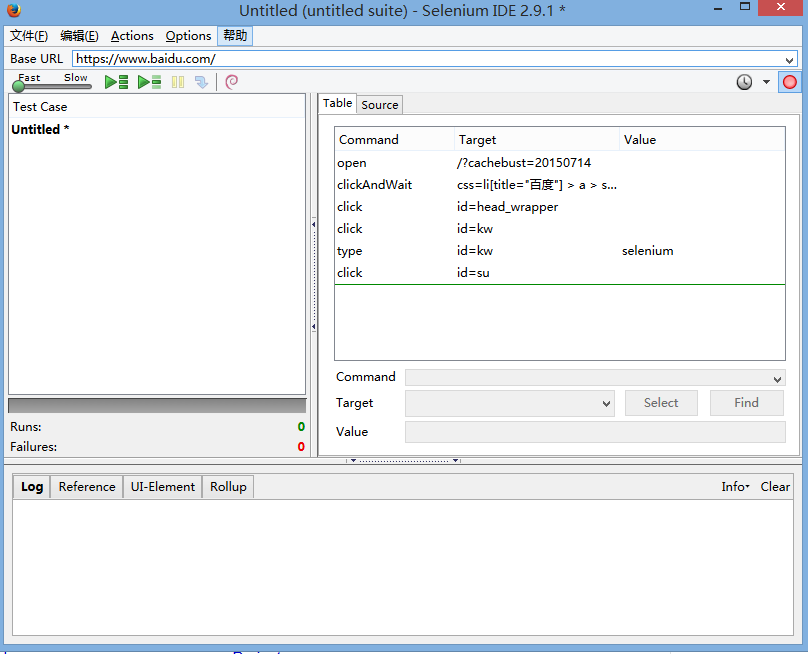 Untitled (untitled suite) - Selenium IDE 2.9.1 *
文件(F) 编辑(E) Actions Options 帮助
Base URL https://www.baidu.com/
Fast Slow
Test Case
Untitled *
Runs: 0
Failures: 0
Table Source
Command Target Value
open /?cachebust=20150714
clickAndWait css=li[title="百度"] > a > s...
click id=head_wrapper
click id=kw
type id=kw selenium
click id=su
Command
Target Select Find
Value
Log Reference UI-Element Rollup Info Clear